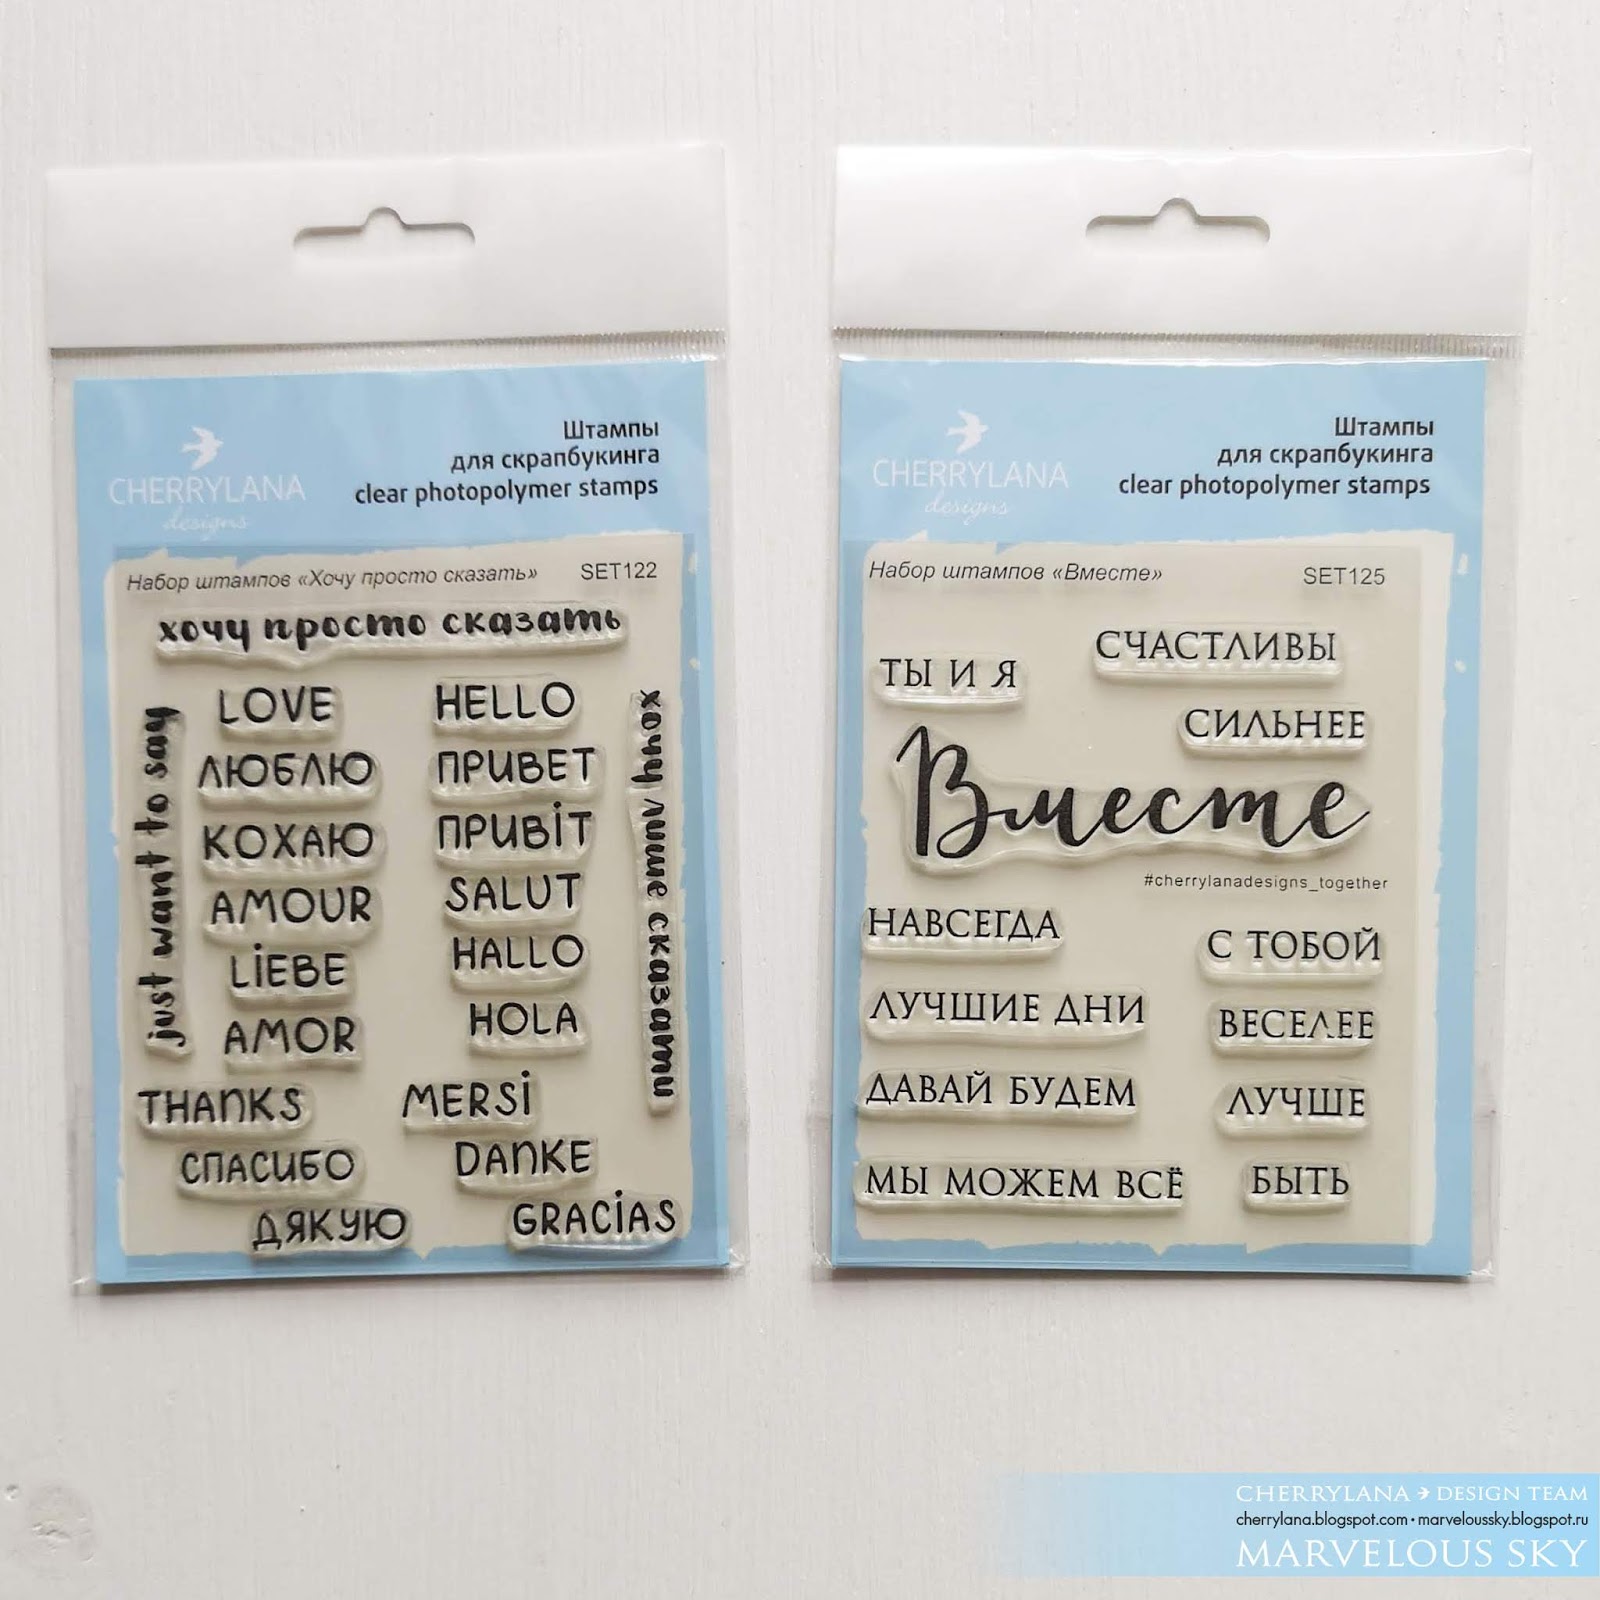 CHERRYLANA
designs
Штампы
для скрапбукинга
clear photopolymer stamps
Набор штампов «Хочу просто сказать» SET122
хочу просто сказать
just want to say
LOVE
ЛЮБЛЮ
КОХАЮ
AMOUR
LiEBE
AMOR
HELLO
ПРИВЕТ
ПРИВіТ
SALUT
HALLO
HOLA
хочу лише сказати
THANKS
СПАСИБО
ДЯКУЮ
MERSi
DANKE
GRACiAS
CHERRYLANA
designs
Штампы
для скрапбукинга
clear photopolymer stamps
Набор штампов «Вместе» SET125
ТЫ И Я
СЧАСТЛИВЫ
СИЛЬНЕЕ
Вместе
#cherrylanadesigns_together
НАВСЕГДА
ЛУЧШИЕ ДНИ
ДАВАЙ БУДЕМ
МЫ МОЖЕМ ВСЁ
С ТОБОЙ
ВЕСЕЛЕЕ
ЛУЧШЕ
БЫТЬ
CHERRYLANA DESIGN TEAM
cherrylana.blogspot.com • marveloussky.blogspot.ru
MARVELOUS SKY